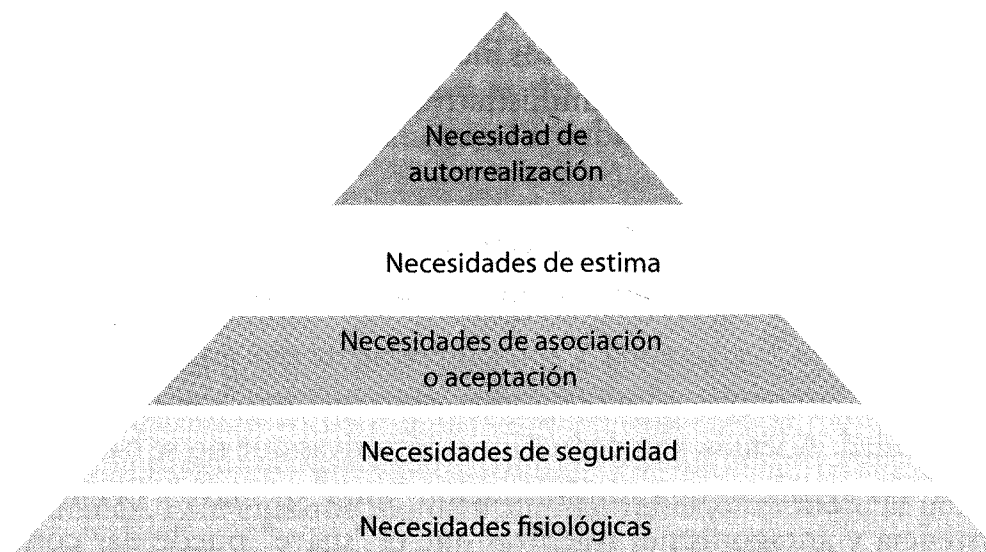 Necesidad de
autorrealización
Necesidades de estima
Necesidades de asociación
o aceptación
Necesidades de seguridad
Necesidades fisiológicas